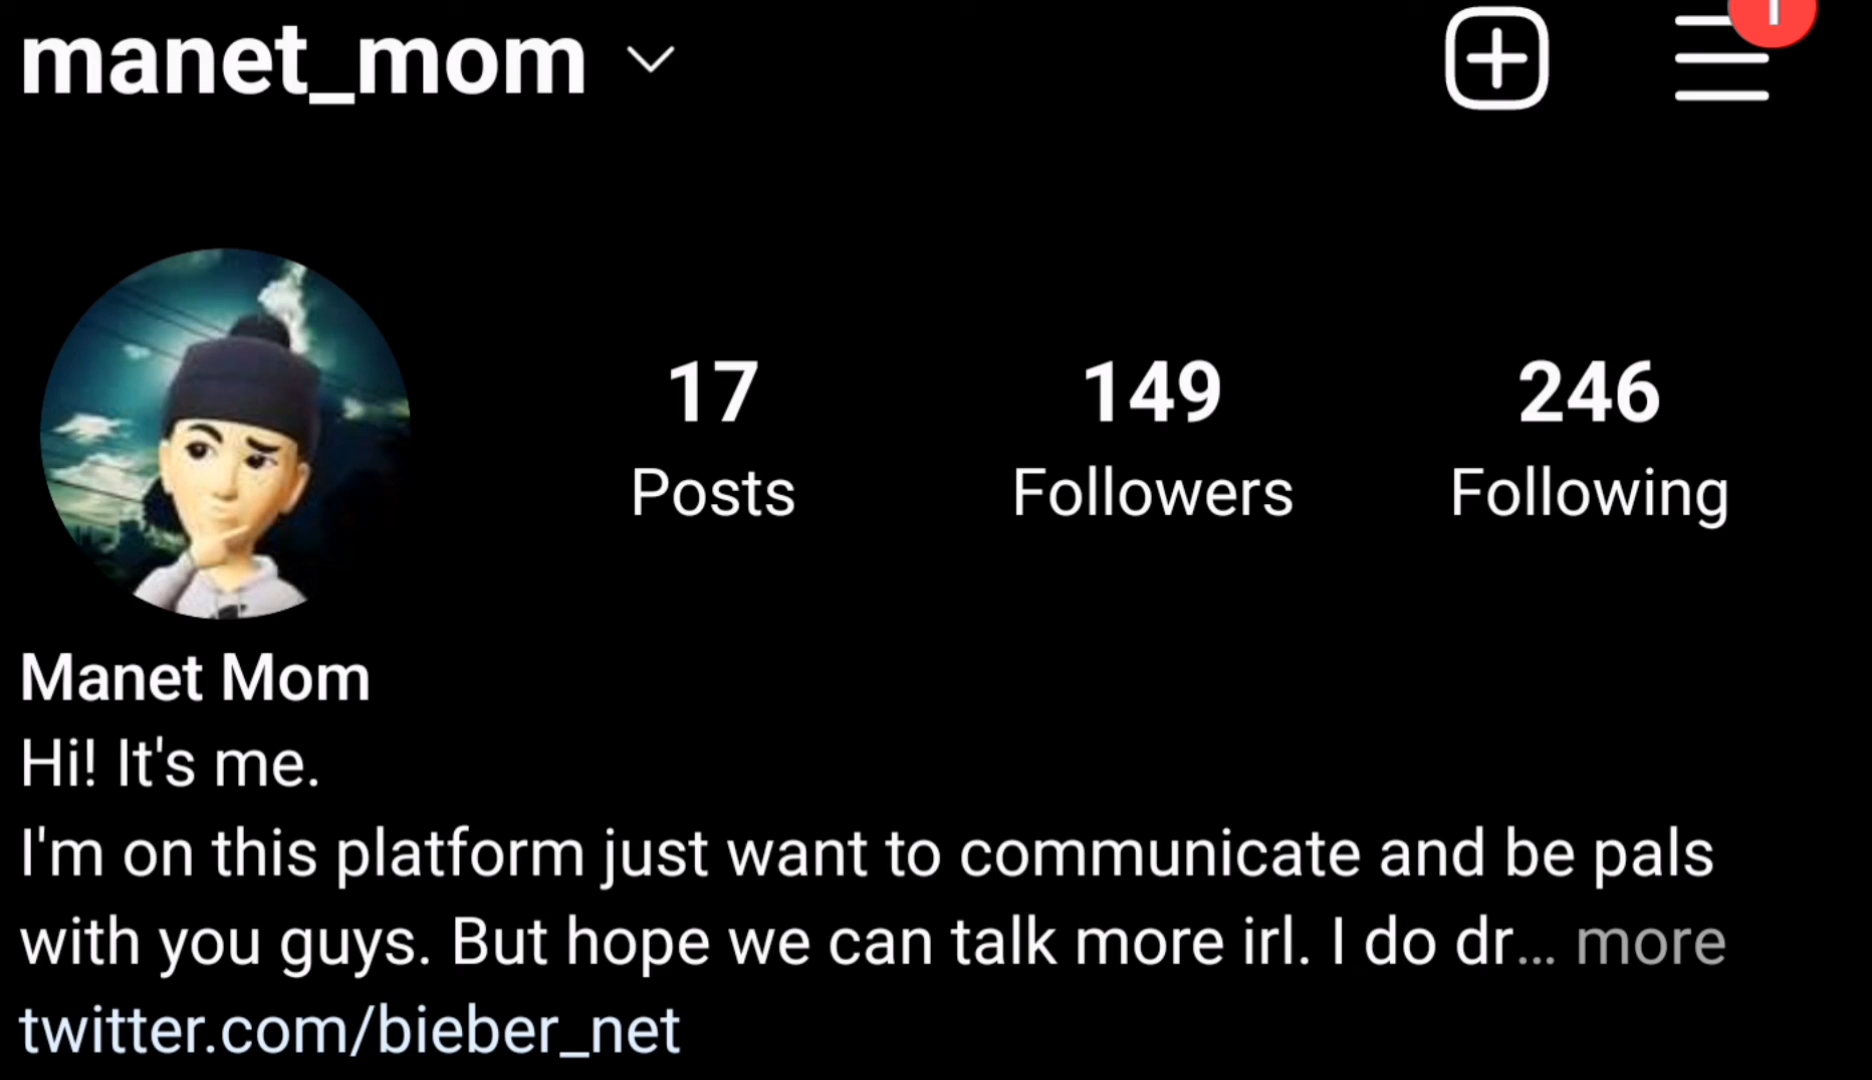 manet_mom
1
17
149
246
Posts
Followers
Following
Manet Mom
Hi! It's me.
I'm on this platform just want to communicate and be pals
with you guys. But hope we can talk more irl. I do dr... more
twitter.com/bieber_net